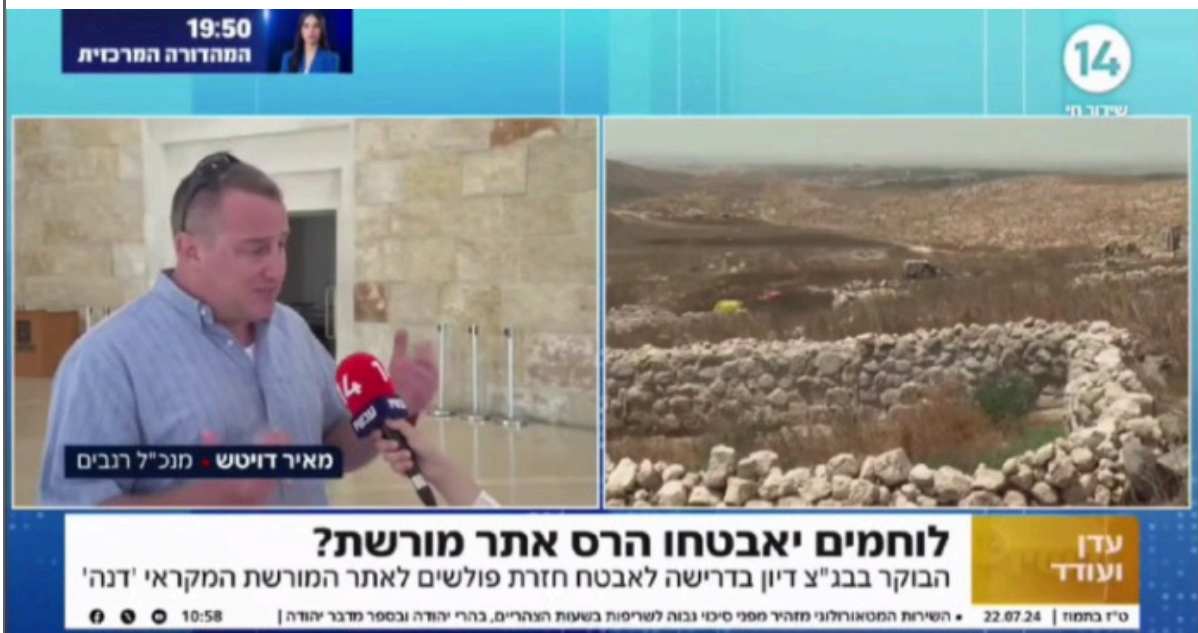 19:50
המהדורה המרכזית
14
שידור חי
14
מאיר דויטש • מנכ"ל רגבים
עדן
ועודד
לוחמים יאבטחו הרס אתר מורשת?
הבוקר בבג"צ דיון בדרישה לאבטח חזרת פולשים לאתר המורשת המקראי 'דנה'
ט"ז בתמוז | 22.07.24 • השירות המטאורולוגי מזהיר מפני סיכוי גבוה לשריפות בשעות הצהריים, בהרי יהודה ובספר מדבר יהודה | 10:58